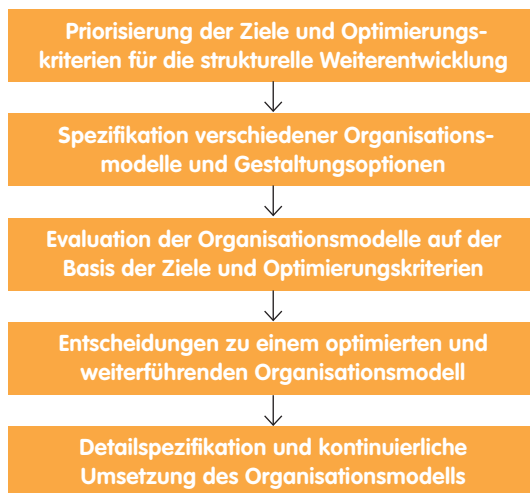 Priorisierung der Ziele und Optimierungs-
kriterien für die strukturelle Weiterentwicklung
Spezifikation verschiedener Organisations-
modelle und Gestaltungsoptionen
Evaluation der Organisationsmodelle auf der
Basis der Ziele und Optimierungskriterien
Entscheidungen zu einem optimierten und
weiterführenden Organisationsmodell
Detailspezifikation und kontinuierliche
Umsetzung des Organisationsmodells